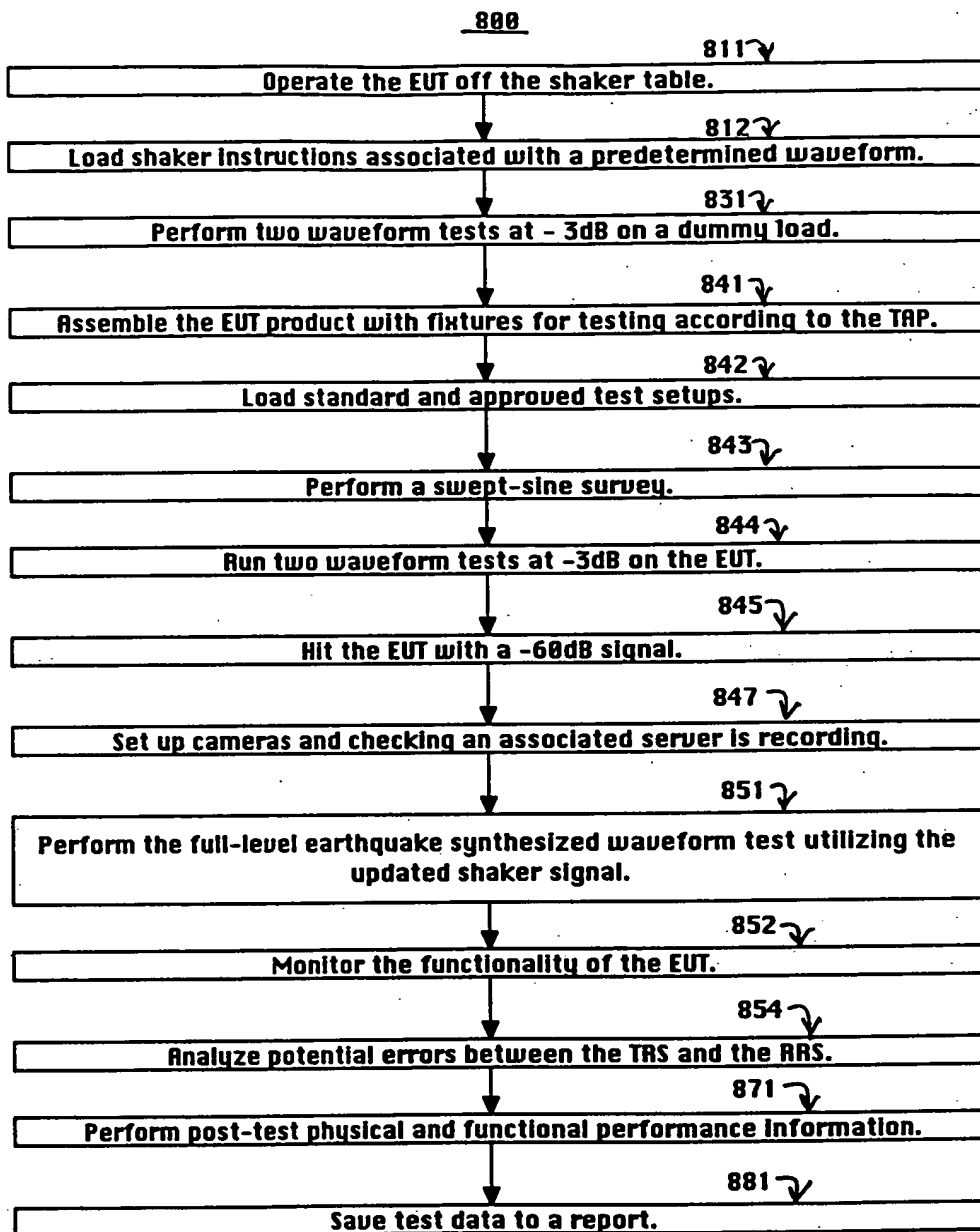 800
811
Operate the EUT off the shaker table.
812
Load shaker instructions associated with a predetermined waveform.
831
Perform two waveform tests at - 3dB on a dummy load.
841
Assemble the EUT product with fixtures for testing according to the TAP.
842
Load standard and approved test setups.
843
Perform a swept-sine survey.
844
Run two waveform tests at -3dB on the EUT.
845
Hit the EUT with a -60dB signal.
847
Set up cameras and checking an associated server is recording.
851
Perform the full-level earthquake synthesized waveform test utilizing the
updated shaker signal.
852
Monitor the functionality of the EUT.
854
Analyze potential errors between the TRS and the RRS.
871
Perform post-test physical and functional performance information.
881
Save test data to a report.